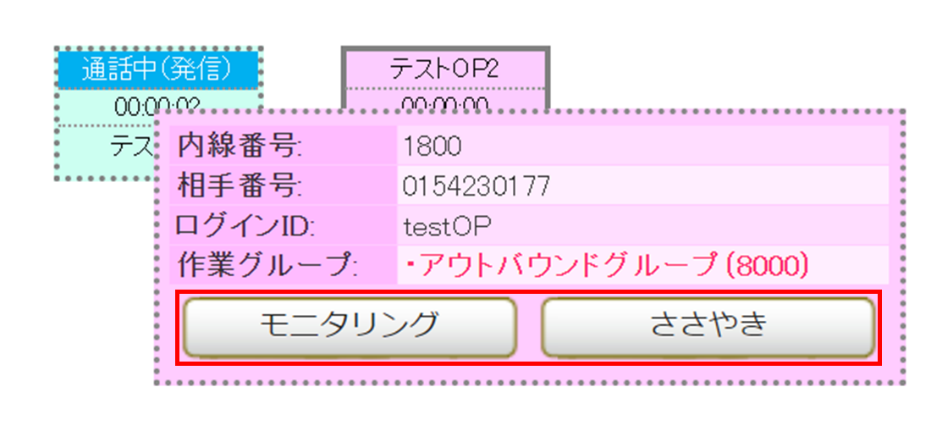 通話中(発信)
00:00:02
テス
テストOP2
00:00:00
内線番号: 1800
相手番号: 0154230177
ログインID: testOP
作業グループ: ・アウトバウンドグループ (8000)
モニタリング ささやき